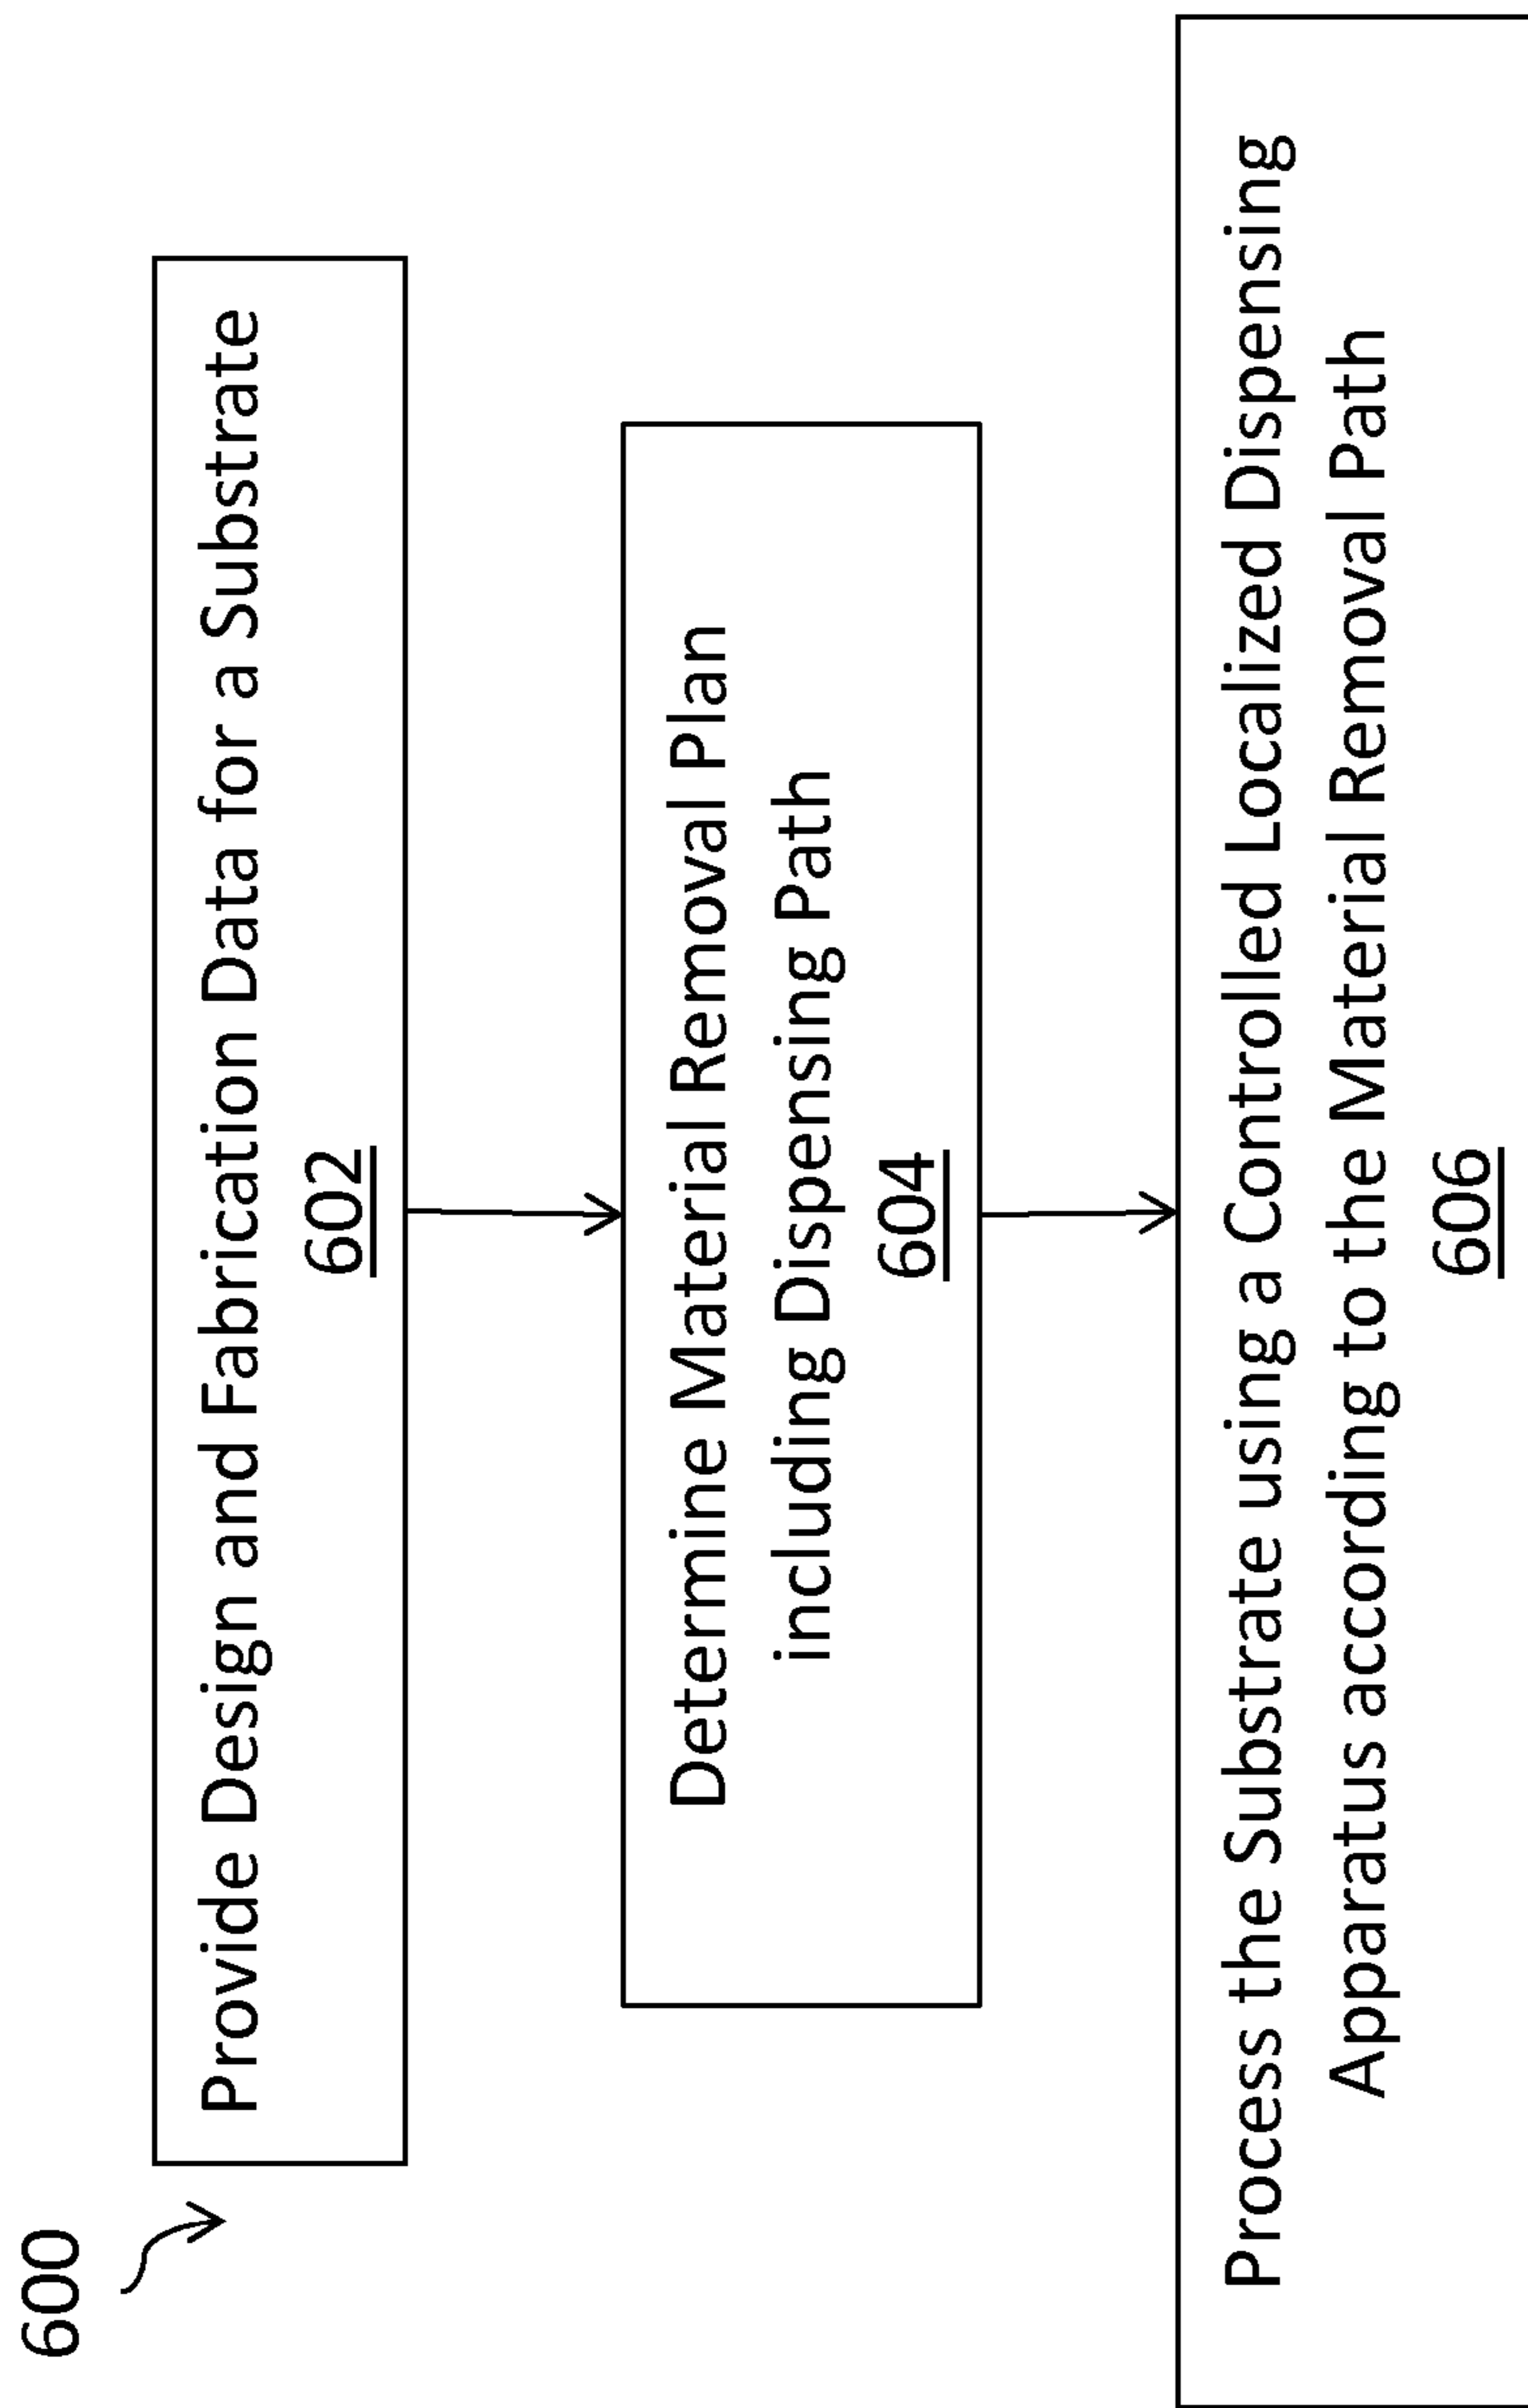 600
Provide Design and Fabrication Data for a Substrate
602
Determine Material Removal Plan
including Dispensing Path
604
Process the Substrate using a Controlled Localized Dispensing
Apparatus according to the Material Removal Path
606